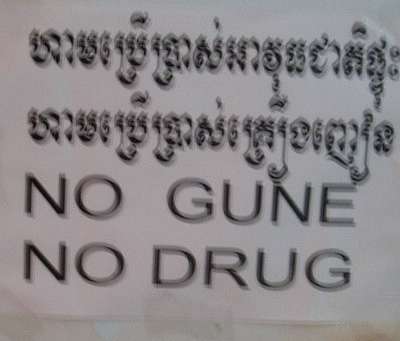 ហាមប្រើប្រាស់អាវុធជាតិផ្ទុះ
ហាមប្រើប្រាស់គ្រឿងញៀន
NO GUNE
NO DRUG